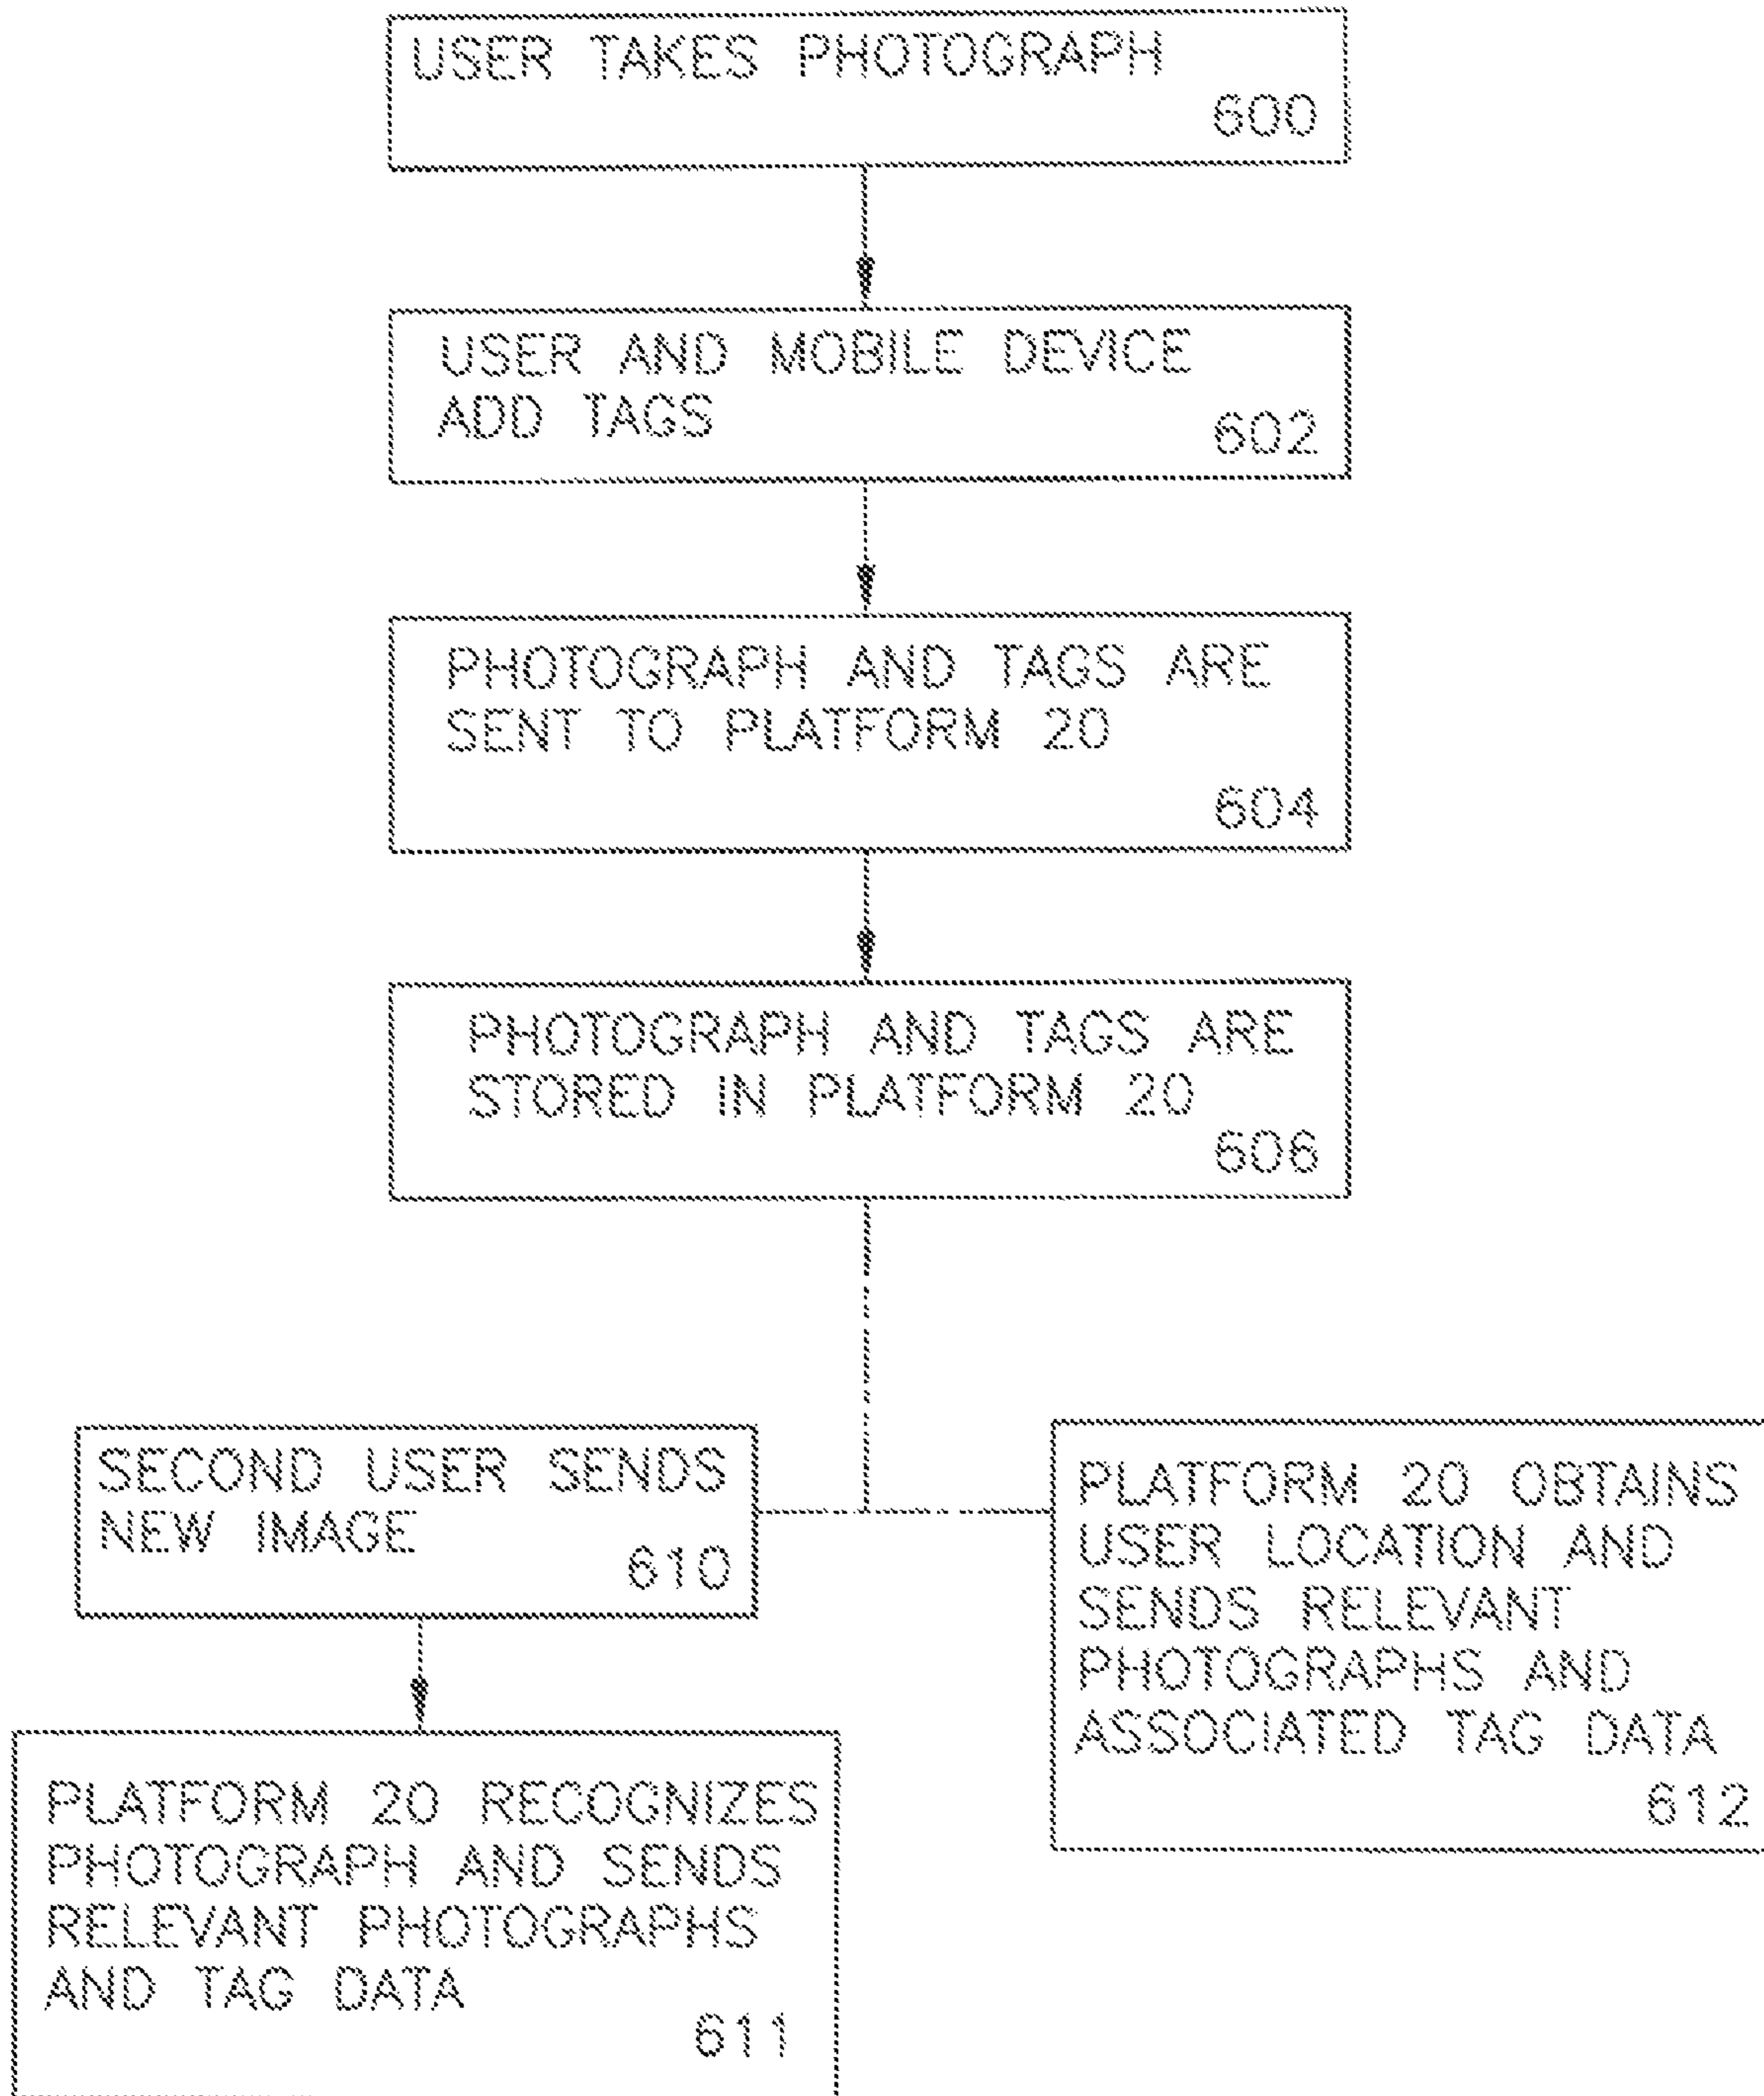 USER TAKES PHOTOGRAPH
600
USER AND MOBILE DEVICE
ADD TAGS
602
PHOTOGRAPH AND TAGS ARE
SENT TO PLATFORM 20
604
PHOTOGRAPH AND TAGS ARE
STORED IN PLATFORM 20
606
SECOND USER SENDS
NEW IMAGE
610
PLATFORM 20 RECOGNIZES
PHOTOGRAPH AND SENDS
RELEVANT PHOTOGRAPHS
AND TAG DATA
611
PLATFORM 20 OBTAINS
USER LOCATION AND
SENDS RELEVANT
PHOTOGRAPHS AND
ASSOCIATED TAG DATA
612